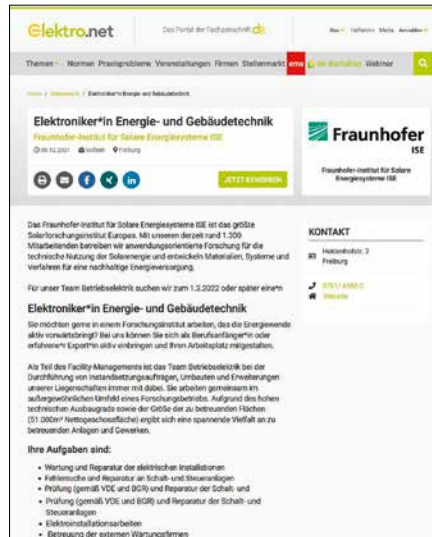 elektro.net
Das Portal der Fachzeitschrift de
Themen Normen Praxisprobleme Veranstaltungen Firmen Stellenmarkt ema Webinar
Elektroniker*in Energie- und Gebäudetechnik
Elektroniker*in Energie- und Gebäudetechnik
Fraunhofer-Institut für Solare Energiesysteme ISE
Vollzeit Freiburg
JETZT BEWERBEN
Fraunhofer
ISE
Fraunhofer-Institut für Solare
Energiesysteme ISE
Das Fraunhofer-Institut für Solare Energiesysteme ISE ist das größte
Solarforschungsinstitut Europas. Mit unseren derzeit rund 1.300
Mitarbeitenden betreiben wir anwendungsorientierte Forschung für die
technische Nutzung der Solarenergie und entwickeln Materialien, Systeme und
Verfahren für eine nachhaltige Energieversorgung.
Für unser Team Betriebselektrik suchen wir zum 1.2.2022 oder später eine*n
Elektroniker*in Energie- und Gebäudetechnik
Sie möchten gerne in einem Forschungsinstitut arbeiten, das die Energiewende
aktiv vorwärtsbringt? Bei uns können Sie sich als Berufsanfänger*in oder
erfahrene*r Expert*in aktiv einbringen und Ihren Arbeitsplatz mitgestalten.
Als Teil des Facility-Managements ist das Team Betriebselektrik bei der
Durchführung von Instandsetzungsaufträgen, Umbauten und Erweiterungen
unserer Liegenschaften immer mit dabei. Sie arbeiten gemeinsam im
außergewöhnlichen Umfeld eines Forschungsbetriebs. Aufgrund des hohen
technischen Ausbaugrads sowie der Größe der zu betreuenden Flächen
(51.000m² Nettogeschossfläche) ergibt sich eine spannende Vielfalt an zu
betreuenden Anlagen und Gewerken.
Ihre Aufgaben sind:
• Wartung und Reparatur der elektrischen Installationen
• Fehlersuche und Reparatur an Schalt- und Steueranlagen
• Prüfung (gemäß VDE und BGR) und Reparatur der Schalt- und
• Prüfung (gemäß VDE und BGR) und Reparatur der Schalt- und
Steueranlagen
• Elektroinstallationsarbeiten
• Betreuung der externen Wartungsfirmen
KONTAKT
Heidenhofstr. 2
Freiburg
Website